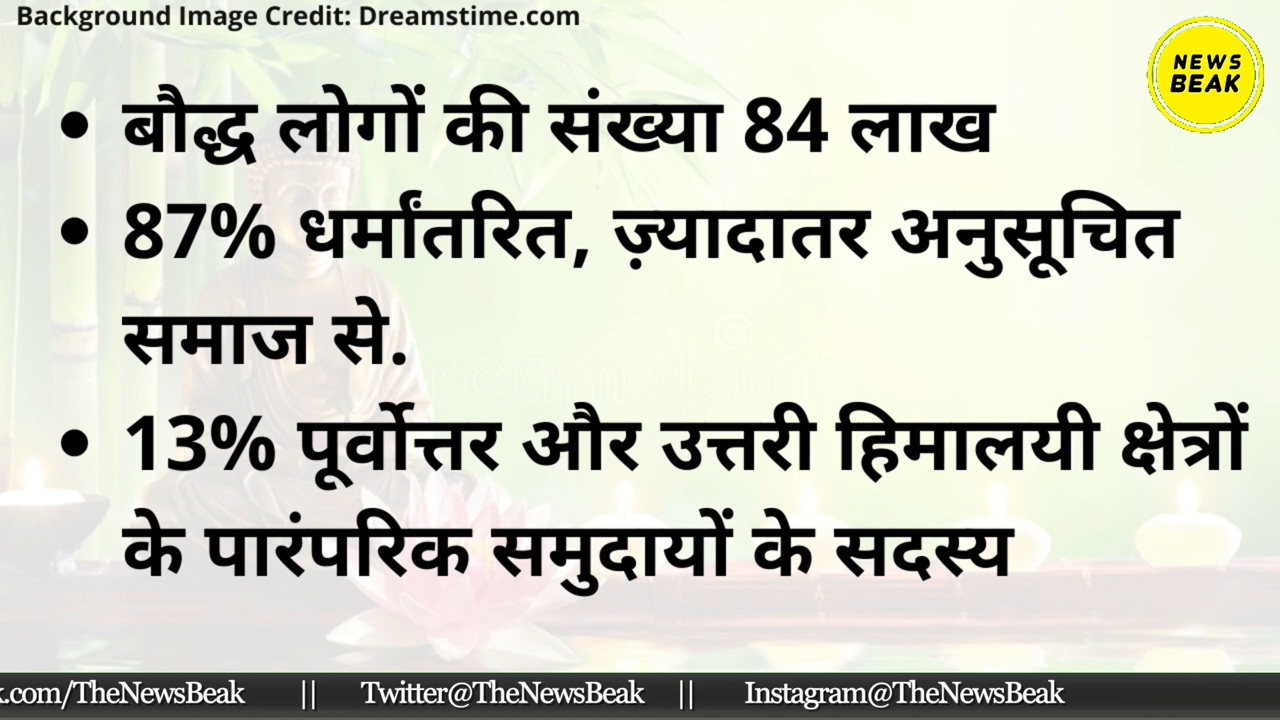 Background Image Credit: Dreamstime.com
NEWS
BEAK
• बौद्ध लोगों की संख्या 84 लाख
• 87% धर्मांतरित, ज़्यादातर अनुसूचित
समाज से.
• 13% पूर्वोत्तर और उत्तरी हिमालयी क्षेत्रों
के पारंपरिक समुदायों के सदस्य
k.com/TheNewsBeak || Twitter@TheNewsBeak || Instagram@TheNewsBeak